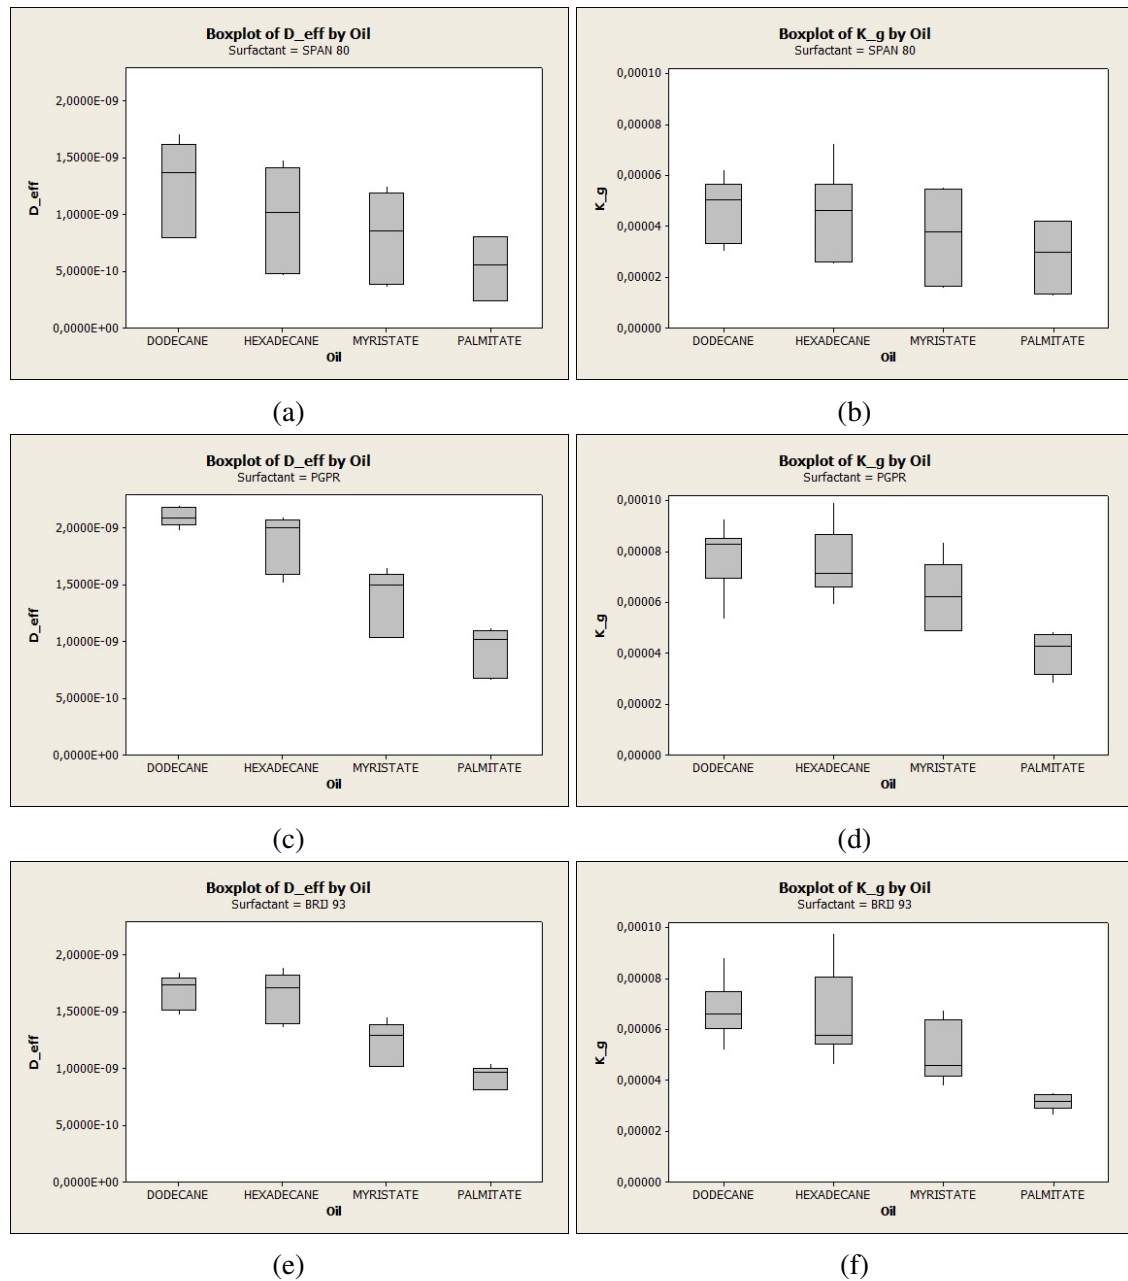 Boxplot of D_eff by Oil
Surfactant = SPAN 80
2,0000E-09
1,5000E-09
1,0000E-09
5,0000E-10
0,0000E+00
D_eff
DODECANE HEXADECANE MYRISTATE PALMITATE
Oil
(a)
Boxplot of K_g by Oil
Surfactant = SPAN 80
0,00010
0,00008
0,00006
0,00004
0,00002
0,00000
K_g
DODECANE HEXADECANE MYRISTATE PALMITATE
Oil
(b)
Boxplot of D_eff by Oil
Surfactant = PGPR
2,0000E-09
1,5000E-09
1,0000E-09
5,0000E-10
0,0000E+00
D_eff
DODECANE HEXADECANE MYRISTATE PALMITATE
Oil
(c)
Boxplot of K_g by Oil
Surfactant = PGPR
0,00010
0,00008
0,00006
0,00004
0,00002
0,00000
K_g
DODECANE HEXADECANE MYRISTATE PALMITATE
Oil
(d)
Boxplot of D_eff by Oil
Surfactant = BRIJ 93
2,0000E-09
1,5000E-09
1,0000E-09
5,0000E-10
0,0000E+00
D_eff
DODECANE HEXADECANE MYRISTATE PALMITATE
Oil
(e)
Boxplot of K_g by Oil
Surfactant = BRIJ 93
0,00010
0,00008
0,00006
0,00004
0,00002
0,00000
K_g
DODECANE HEXADECANE MYRISTATE PALMITATE
Oil
(f)